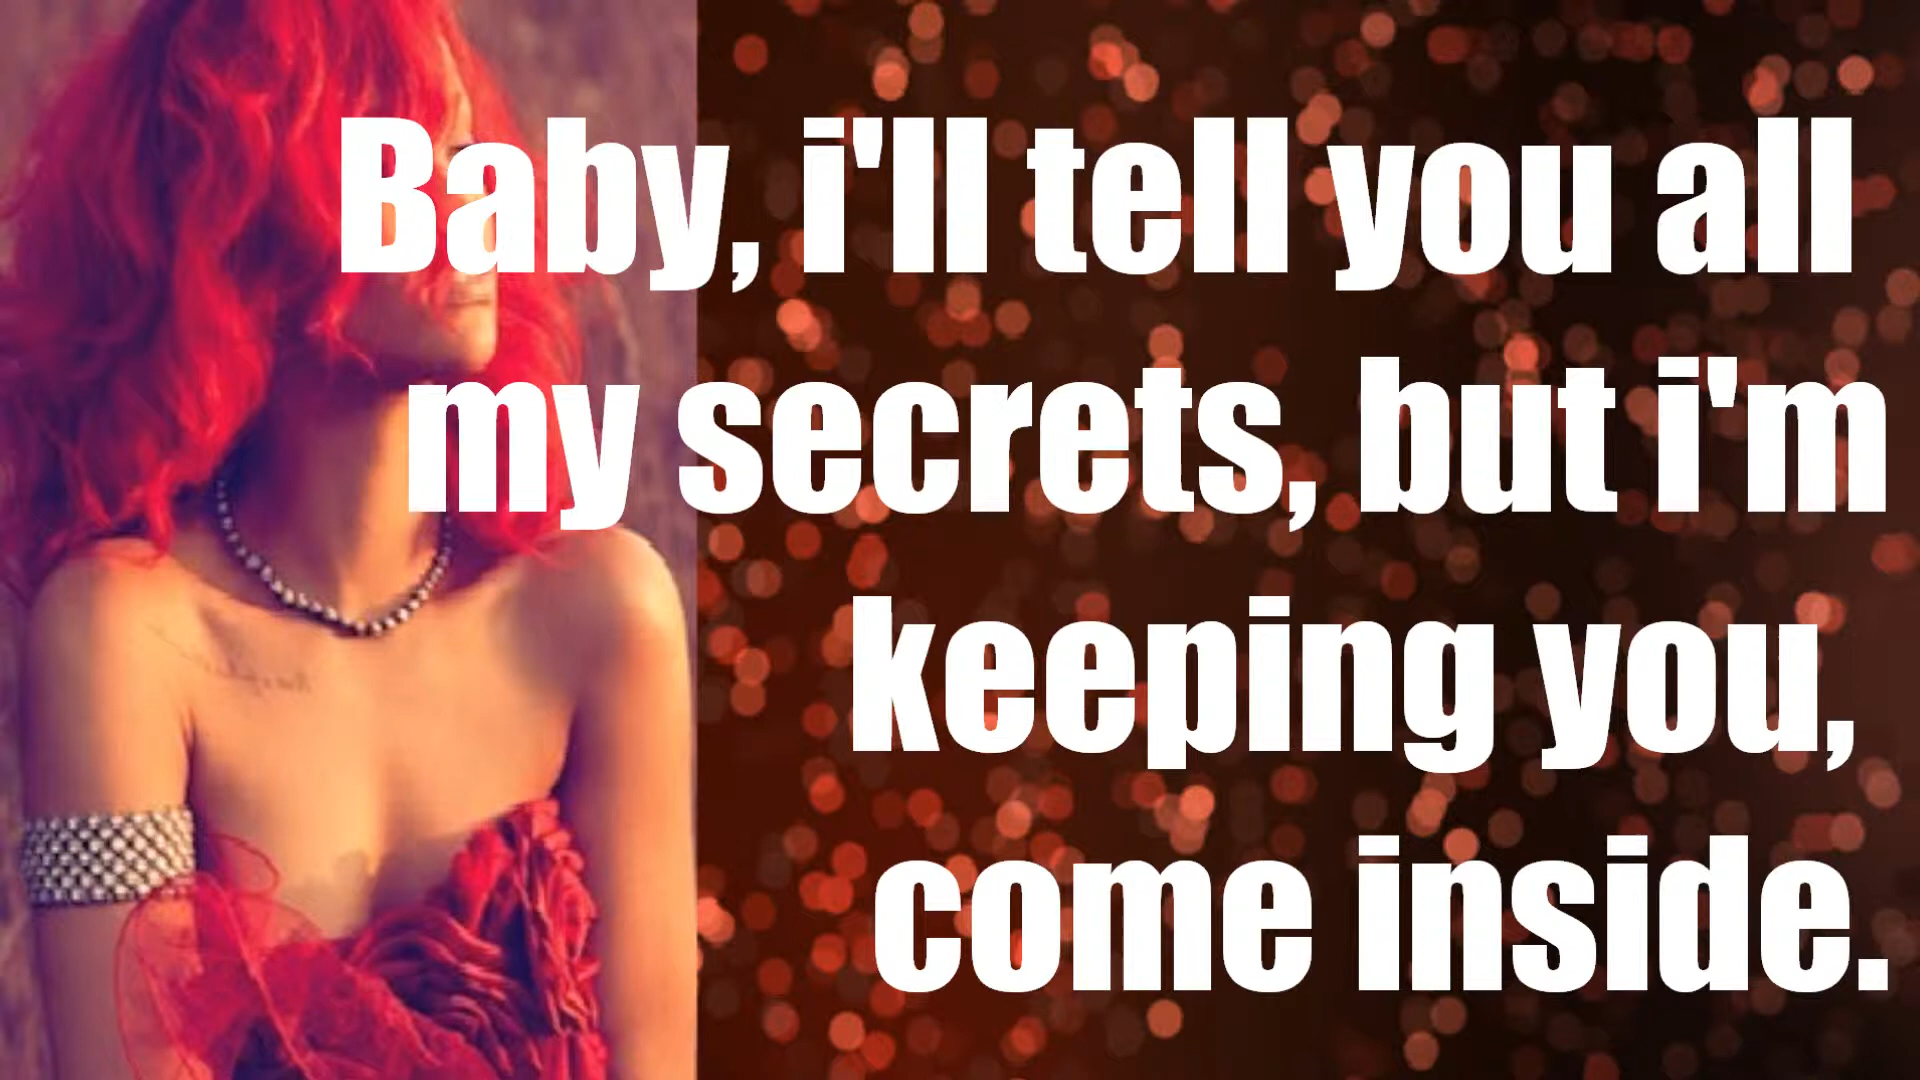 Baby, i'll tell you all
my secrets, but i'm
keeping you,
come inside.